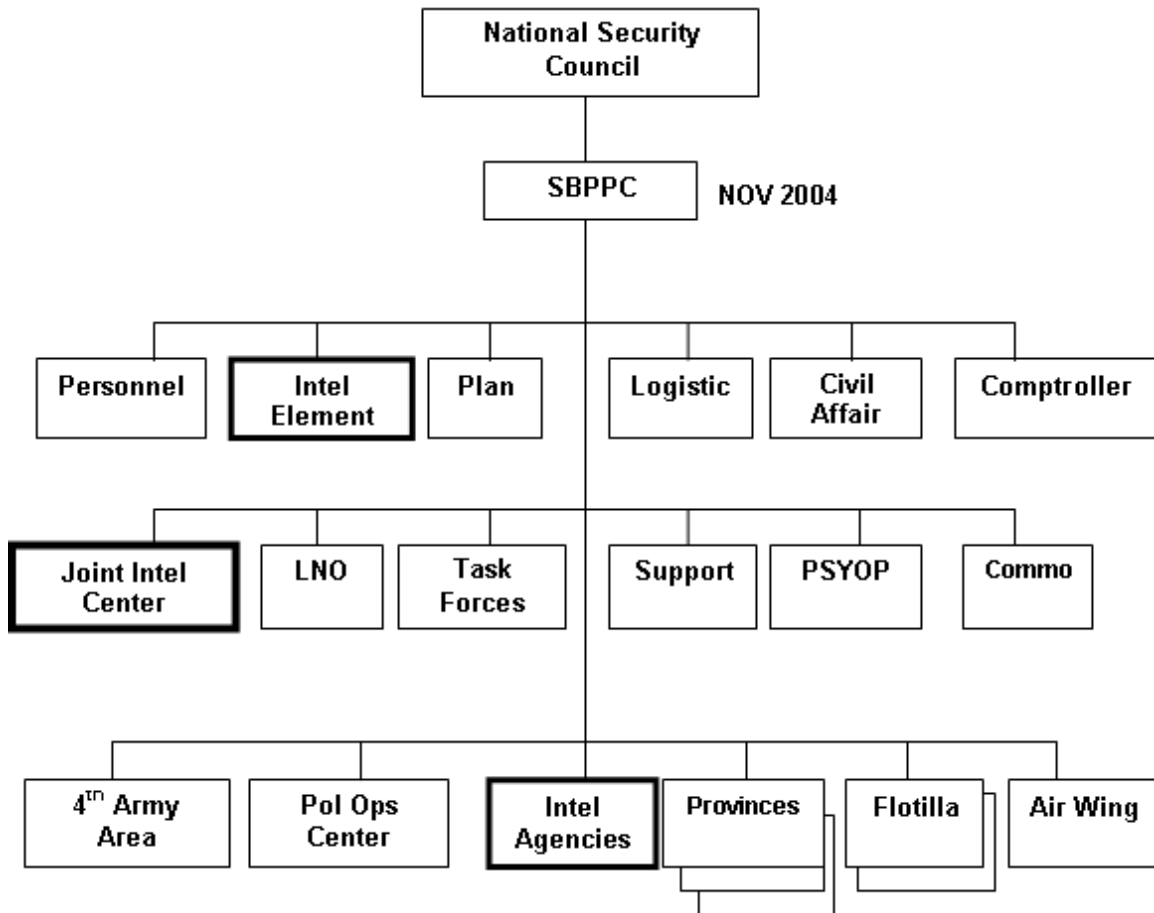 National Security
Council
SBPPC
NOV 2004
Personnel
Intel
Element
Plan
Logistic
Civil
Affair
Comptroller
Joint Intel
Center
LNO
Task
Forces
Support
PSYOP
Commo
4th Army
Area
Pol Ops
Center
Intel
Agencies
Provinces
Flotilla
Air Wing